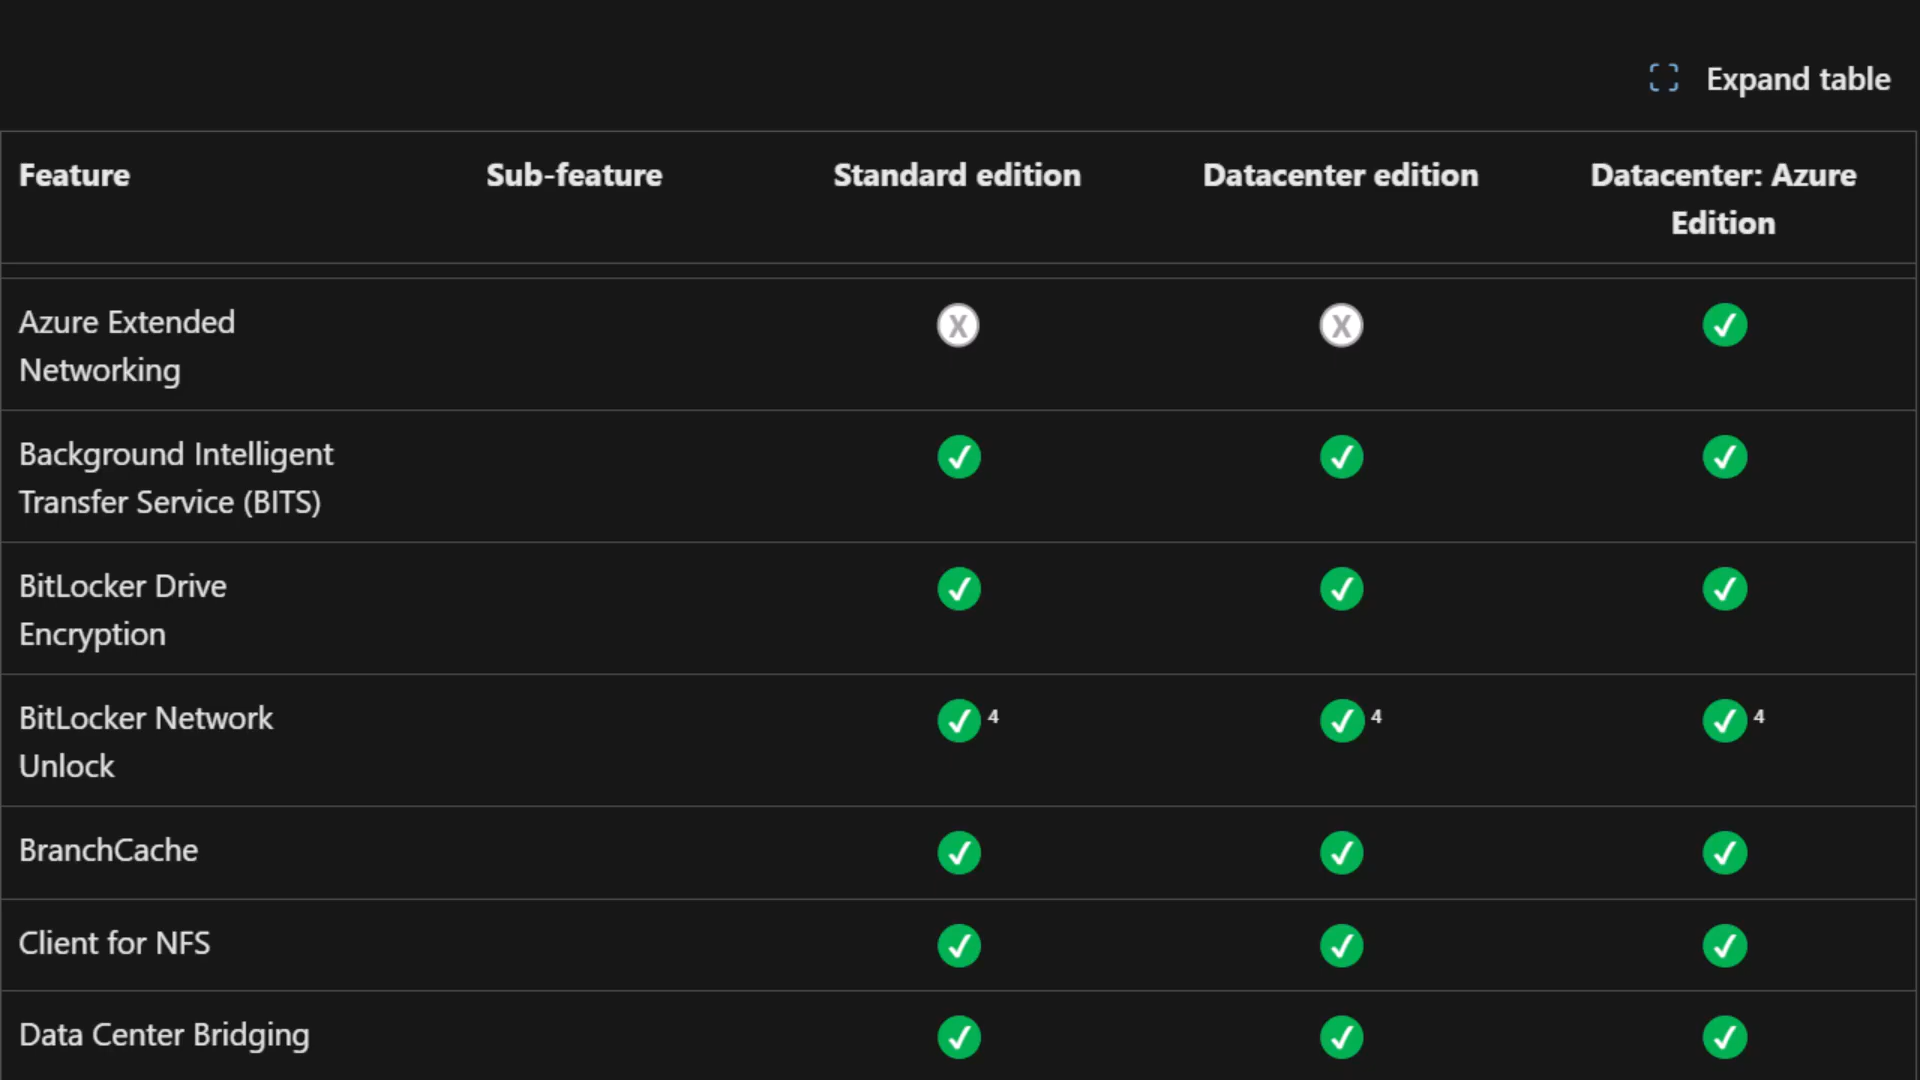 Expand table
Feature Sub-feature Standard edition Datacenter edition Datacenter: Azure
Edition
Azure Extended
Networking
X X ✓
Background Intelligent
Transfer Service (BITS)
✓ ✓ ✓
BitLocker Drive
Encryption
✓ ✓ ✓
BitLocker Network
Unlock
✓ 4 ✓ 4 ✓ 4
BranchCache ✓ ✓ ✓
Client for NFS ✓ ✓ ✓
Data Center Bridging ✓ ✓ ✓